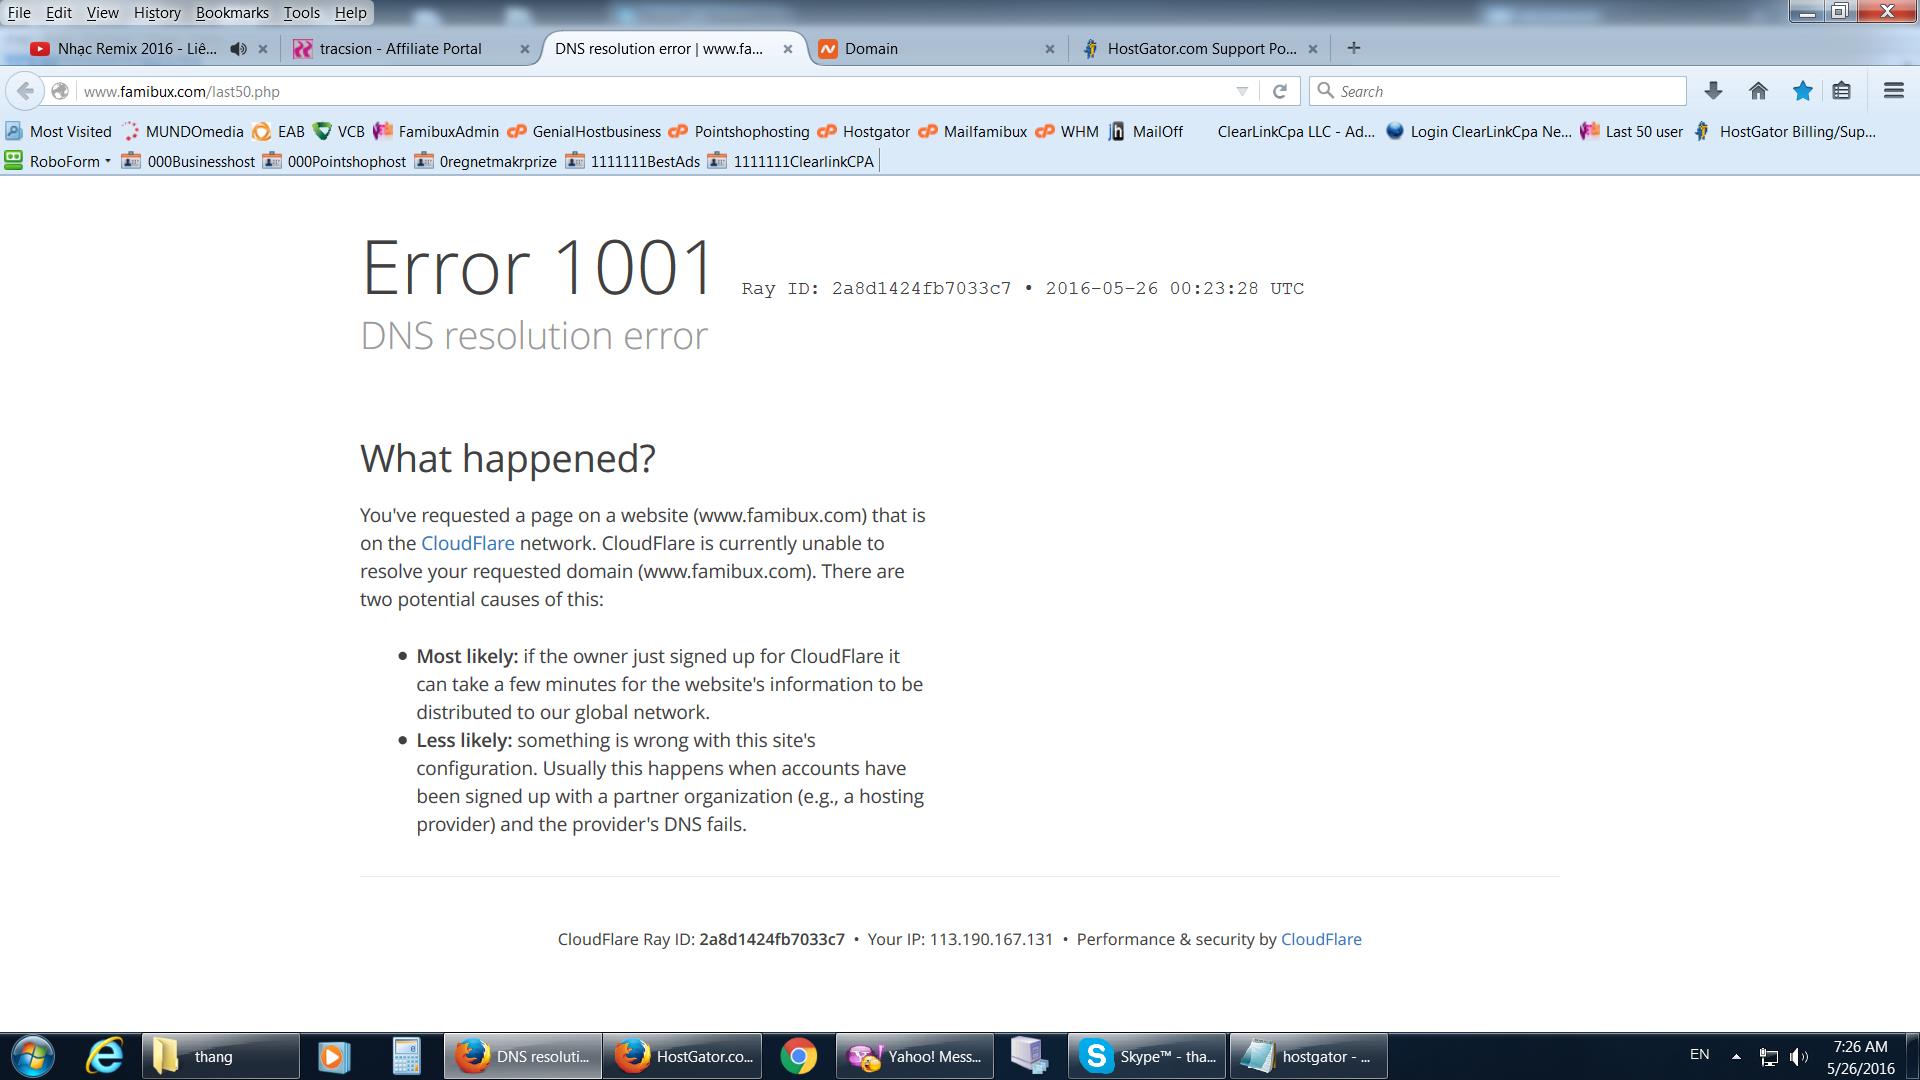 File Edit View History Bookmarks Tools Help
Nhạc Remix 2016 - Liê... tracsion - Affiliate Portal DNS resolution error | www.fa... Domain HostGator.com Support Po...
www.famibux.com/last50.php Search
Most Visited MUNDOmedia EAB VCB FamibuxAdmin GenialHostbusiness Pointshophosting Hostgator Mailfamibux WHM MailOff ClearLinkCpa LLC - Ad... Login ClearLinkCpa Ne... Last 50 user HostGator Billing/Sup...
RoboForm 000Businesshost 000Pointshophost 0regnetmakrprize 1111111BestAds 1111111ClearlinkCPA
Error 1001 Ray ID: 2a8d1424fb7033c7 • 2016-05-26 00:23:28 UTC
DNS resolution error
What happened?
You've requested a page on a website (www.famibux.com) that is
on the CloudFlare network. CloudFlare is currently unable to
resolve your requested domain (www.famibux.com). There are
two potential causes of this:
• Most likely: if the owner just signed up for CloudFlare it
can take a few minutes for the website's information to be
distributed to our global network.
• Less likely: something is wrong with this site's
configuration. Usually this happens when accounts have
been signed up with a partner organization (e.g., a hosting
provider) and the provider's DNS fails.
CloudFlare Ray ID: 2a8d1424fb7033c7 • Your IP: 113.190.167.131 • Performance & security by CloudFlare
thang DNS resoluti... HostGator.co... Yahoo! Mess... Skype™ - tha... hostgator - ... EN 7:26 AM
5/26/2016